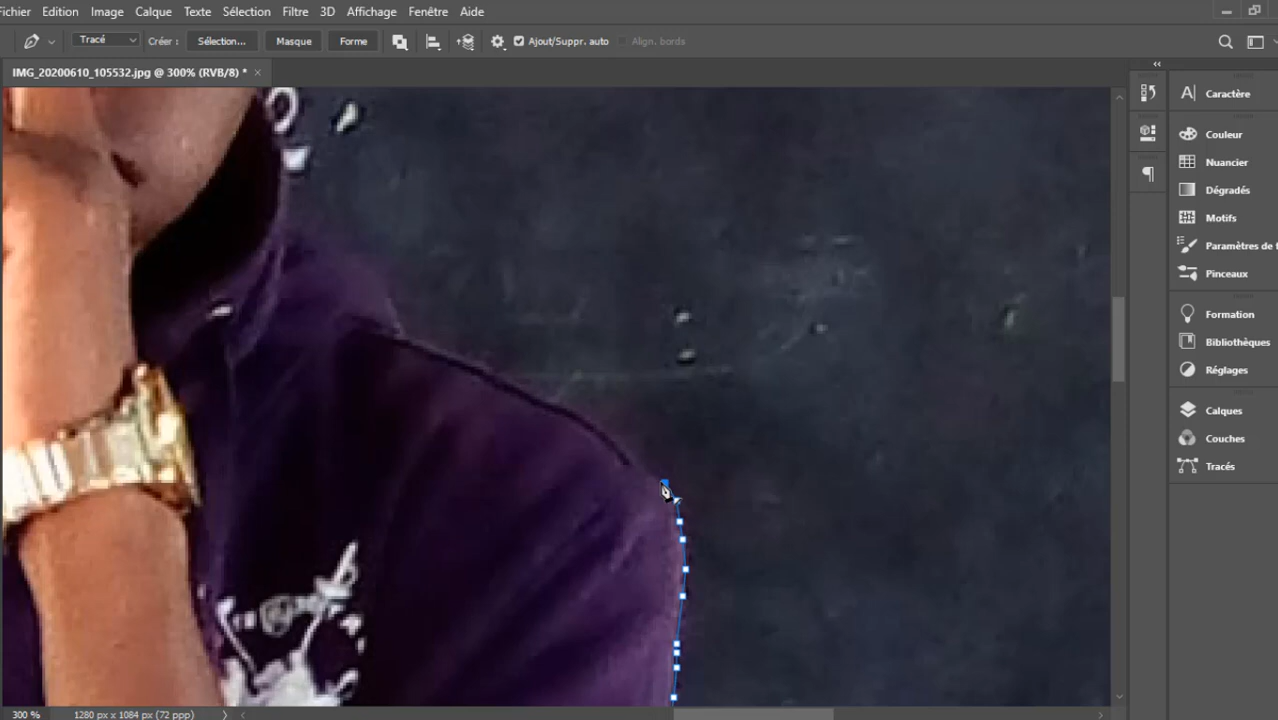 Fichier Edition Image Calque Texte Sélection Filtre 3D Affichage Fenêtre Aide
Tracé Créer : Sélection... Masque Forme Ajout/Suppr. auto Align. bords
IMG_20200610_105532.jpg @ 300% (RVB/8) * ×
A| Caractère
Couleur
Nuancier
Dégradés
Motifs
Paramètres de f
Pinceaux
Formation
Bibliothèques
Réglages
Calques
Couches
Tracés
300 % 1280 px x 1084 px (72 ppp)